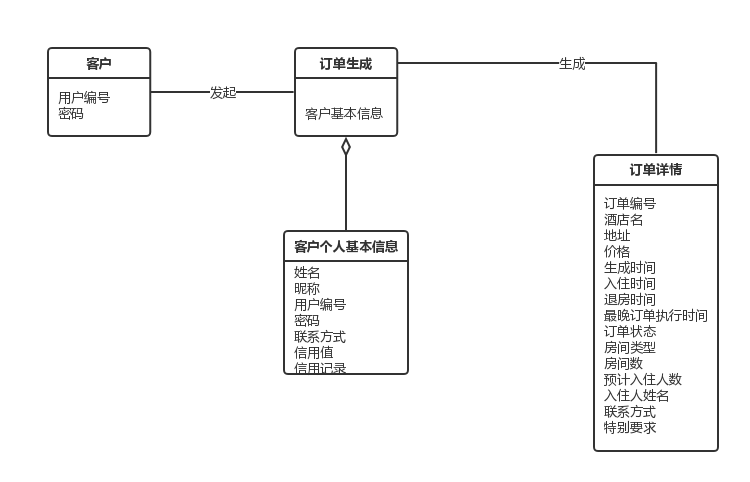 客户
用户编号
密码
发起
订单生成
客户基本信息
生成
客户个人基本信息
姓名
昵称
用户编号
密码
联系方式
信用值
信用记录
订单详情
订单编号
酒店名
地址
价格
生成时间
入住时间
退房时间
最晚订单执行时间
订单状态
房间类型
房间数
预计入住人数
入住人姓名
联系方式
特别要求